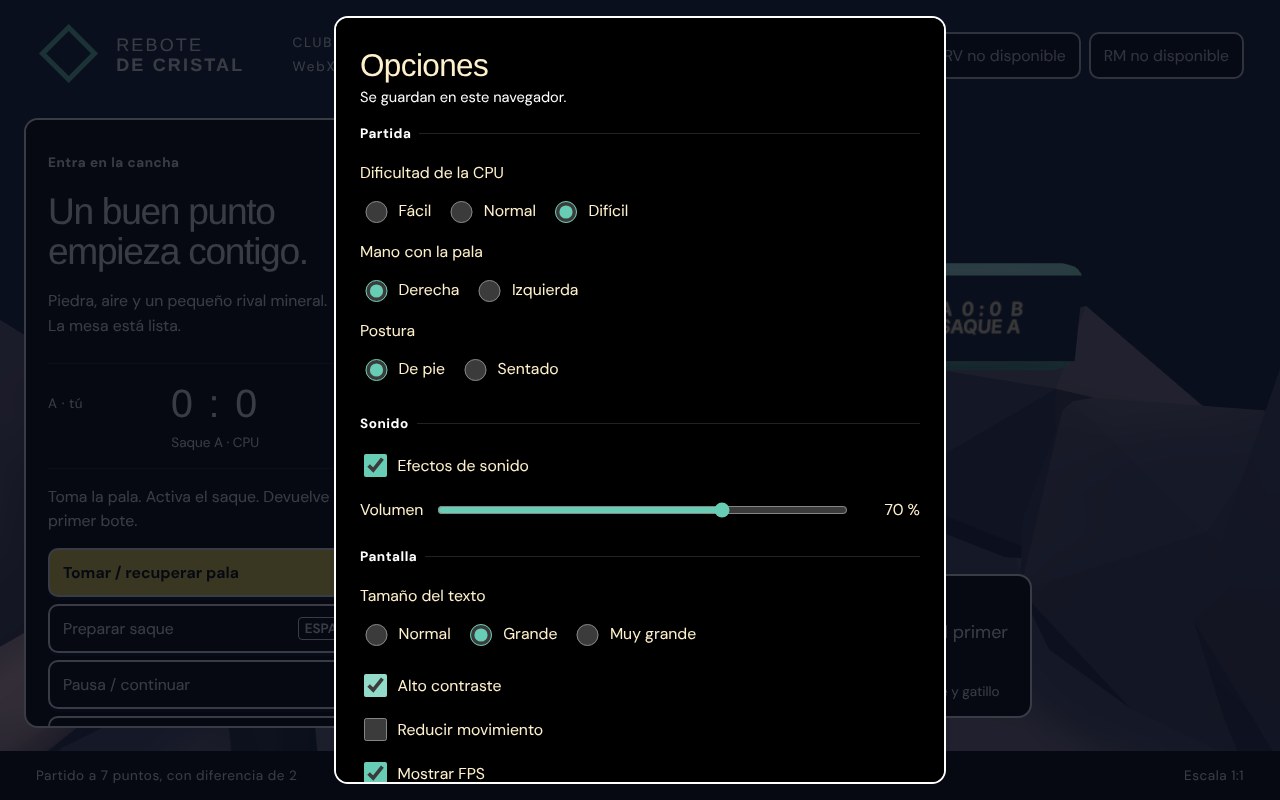 REBOTE
DE CRISTAL
CLUB
WebX
RV no disponible
RM no disponible
Entra en la cancha
Un buen punto
empieza contigo.
Piedra, aire y un pequeño rival mineral.
La mesa está lista.
A · tú
0 : 0
Saque A · CPU
Toma la pala. Activa el saque. Devuelve
primer bote.
Tomar / recuperar pala
Preparar saque
ESPA
Pausa / continuar
Opciones
Se guardan en este navegador.
Partida
Dificultad de la CPU
Fácil
Normal
Difícil
Mano con la pala
Derecha
Izquierda
Postura
De pie
Sentado
Sonido
Efectos de sonido
Volumen
70 %
Pantalla
Tamaño del texto
Normal
Grande
Muy grande
Alto contraste
Reducir movimiento
Mostrar FPS
A 0:0 B
SAQUE A
primer
y gatillo
Partido a 7 puntos, con diferencia de 2
Escala 1:1